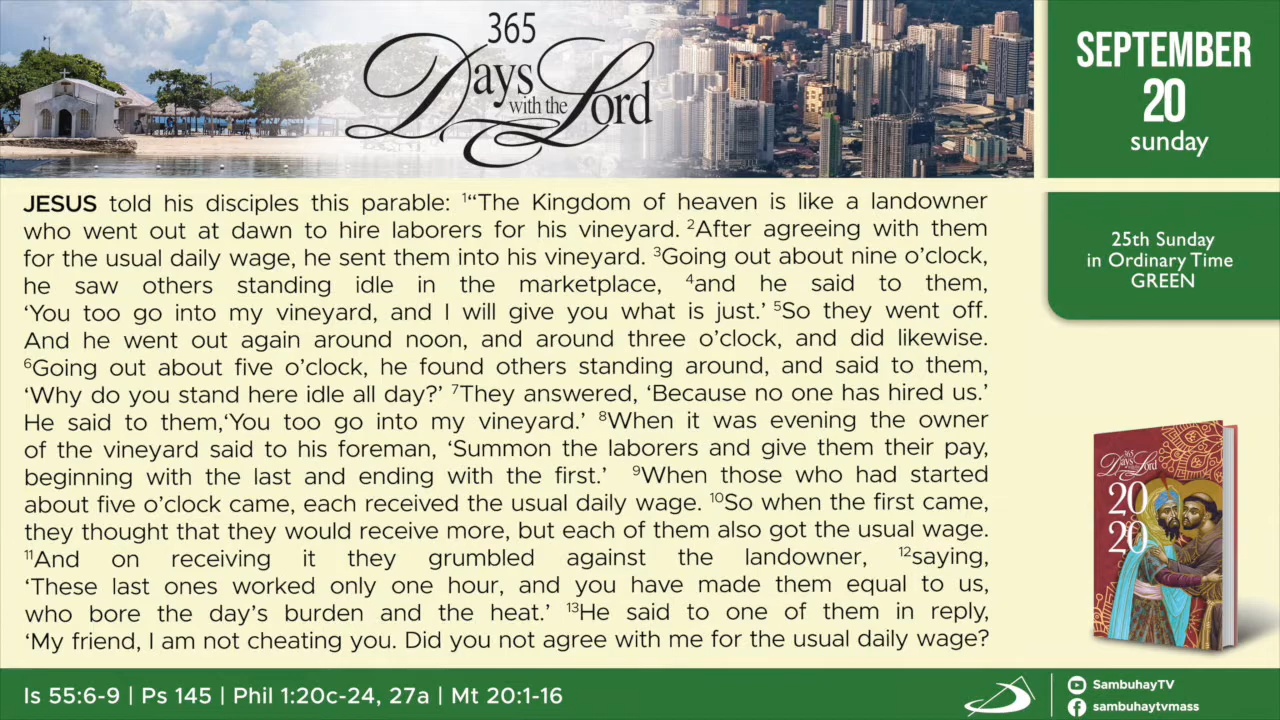 365
Days
with the
Lord
SEPTEMBER
20
sunday
25th Sunday
in Ordinary Time
GREEN
JESUS told his disciples this parable: ¹“The Kingdom of heaven is like a landowner
who went out at dawn to hire laborers for his vineyard. ²After agreeing with them
for the usual daily wage, he sent them into his vineyard. ³Going out about nine o’clock,
he saw others standing idle in the marketplace, ⁴and he said to them,
‘You too go into my vineyard, and I will give you what is just.’ ⁵So they went off.
And he went out again around noon, and around three o’clock, and did likewise.
⁶Going out about five o’clock, he found others standing around, and said to them,
‘Why do you stand here idle all day?’ ⁷They answered, ‘Because no one has hired us.’
He said to them,‘You too go into my vineyard.’ ⁸When it was evening the owner
of the vineyard said to his foreman, ‘Summon the laborers and give them their pay,
beginning with the last and ending with the first.’ ⁹When those who had started
about five o’clock came, each received the usual daily wage. ¹⁰So when the first came,
they thought that they would receive more, but each of them also got the usual wage.
¹¹And on receiving it they grumbled against the landowner, ¹²saying,
‘These last ones worked only one hour, and you have made them equal to us,
who bore the day’s burden and the heat.’ ¹³He said to one of them in reply,
‘My friend, I am not cheating you. Did you not agree with me for the usual daily wage?
365
Days
with the
Lord
20
20
Is 55:6-9 | Ps 145 | Phil 1:20c-24, 27a | Mt 20:1-16
SambuhayTV
sambuhaytvmass